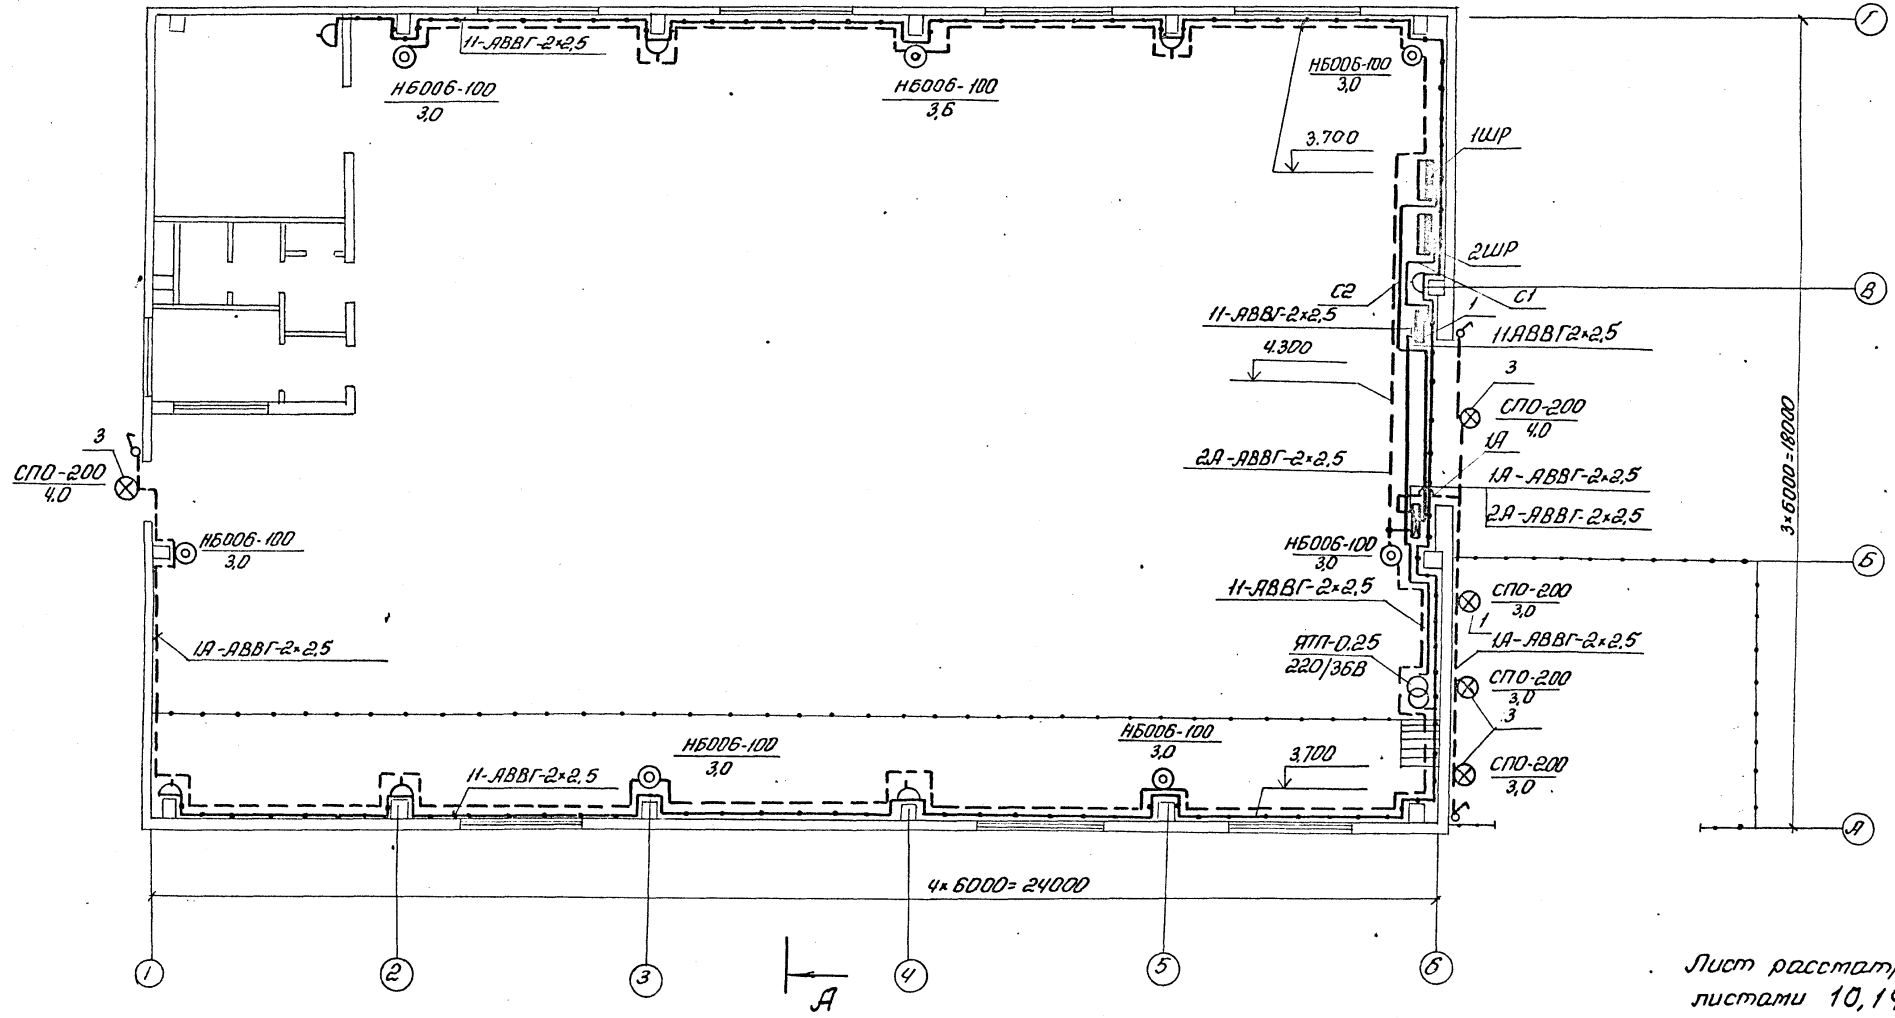 Г
11-АВВГ-2×2,5
НБ006-100
3,0
НБ006-100
3,6
НБ006-100
3,0
3.700
1ШР
2ШР
С2
С1
В
1
11-АВВГ-2×2,5
11АВВГ2×2,5
4.300
3
СПО-200
4.0
1А
2А-АВВГ-2×2,5
1А-АВВГ-2×2,5
2А-АВВГ-2×2,5
3×6000=18000
3
СПО-200
4.0
НБ006-100
3,0
НБ006-100
3,0
Б
11-АВВГ-2×2,5
СПО-200
3,0
1
1А-АВВГ-2×2,5
1А-АВВГ-2×2,5
ЯТП-0.25
220/36В
СПО-200
3,0
3
НБ006-100
3,0
НБ006-100
3,0
11-АВВГ-2×2,5
3,700
СПО-200
3,0
А
4×6000=24000
1
2
3
4
5
6
А
Лист рассмат
листами 10,